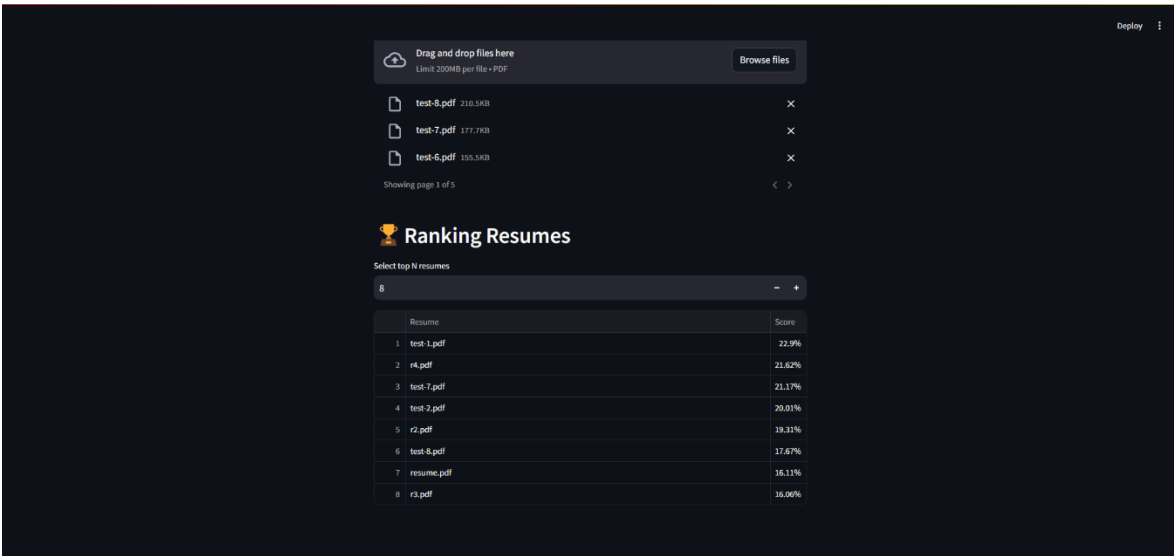 Deploy
Drag and drop files here
Limit 200MB per file • PDF
Browse files
test-8.pdf 210.5KB
test-7.pdf 177.7KB
test-6.pdf 155.5KB
Showing page 1 of 5
Ranking Resumes
Select top N resumes
8
Resume Score
1 test-1.pdf 22.9%
2 r4.pdf 21.62%
3 test-7.pdf 21.17%
4 test-2.pdf 20.01%
5 r2.pdf 19.31%
6 test-8.pdf 17.67%
7 resume.pdf 16.11%
8 r3.pdf 16.06%